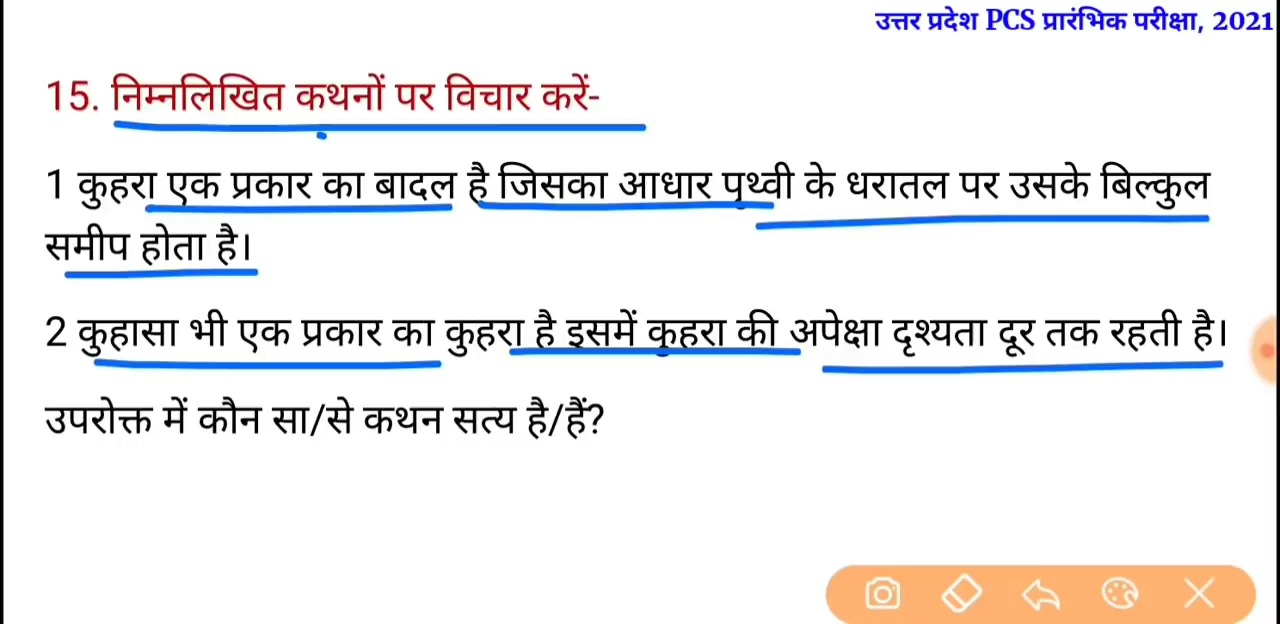 उत्तर प्रदेश PCS प्रारंभिक परीक्षा, 2021
15. निम्नलिखित कथनों पर विचार करें-
1 कुहरा एक प्रकार का बादल है जिसका आधार पृथ्वी के धरातल पर उसके बिल्कुल
समीप होता है।
2 कुहासा भी एक प्रकार का कुहरा है इसमें कुहरा की अपेक्षा दृश्यता दूर तक रहती है।
उपरोक्त में कौन सा/से कथन सत्य है/हैं?